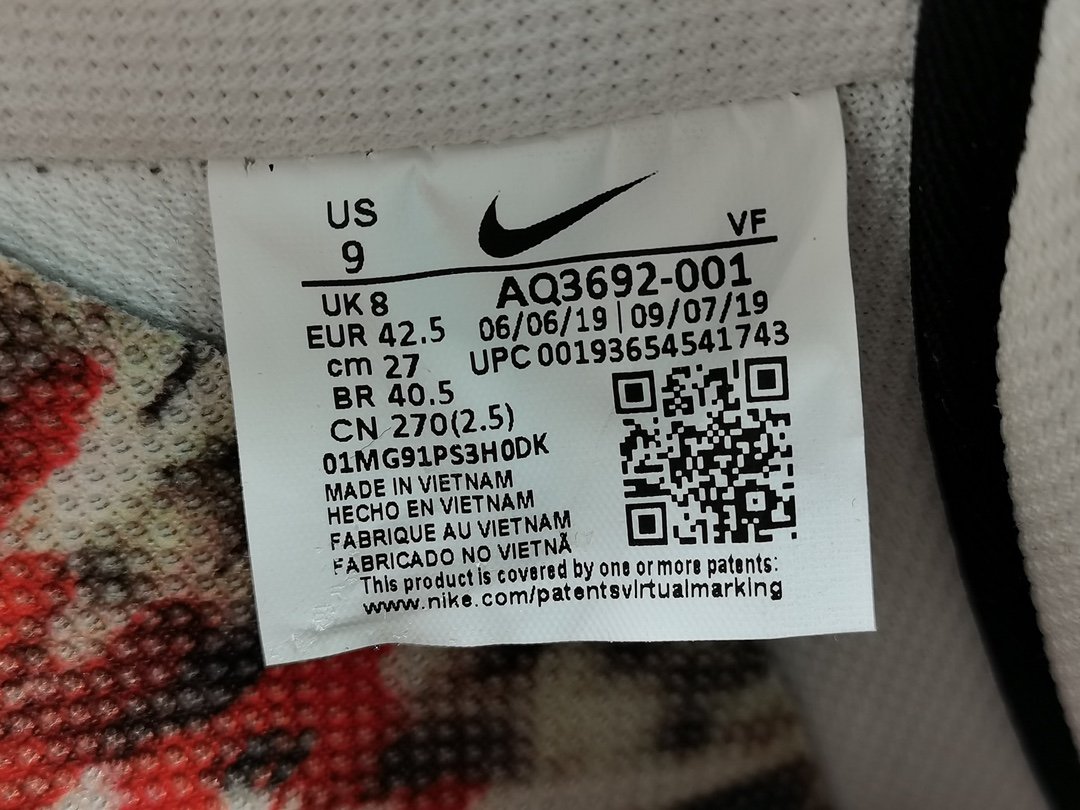 US
9
VF
UK 8
EUR 42.5
cm 27
BR 40.5
CN 270(2.5)
AQ3692-001
06/06/19 | 09/07/19
UPC 00193654541743
01MG91PS3H0DK
MADE IN VIETNAM
HECHO EN VIETNAM
FABRIQUE AU VIETNAM
FABRICADO NO VIETNÃ
This product is covered by one or more patents:
www.nike.com/patentsvirtualmarking